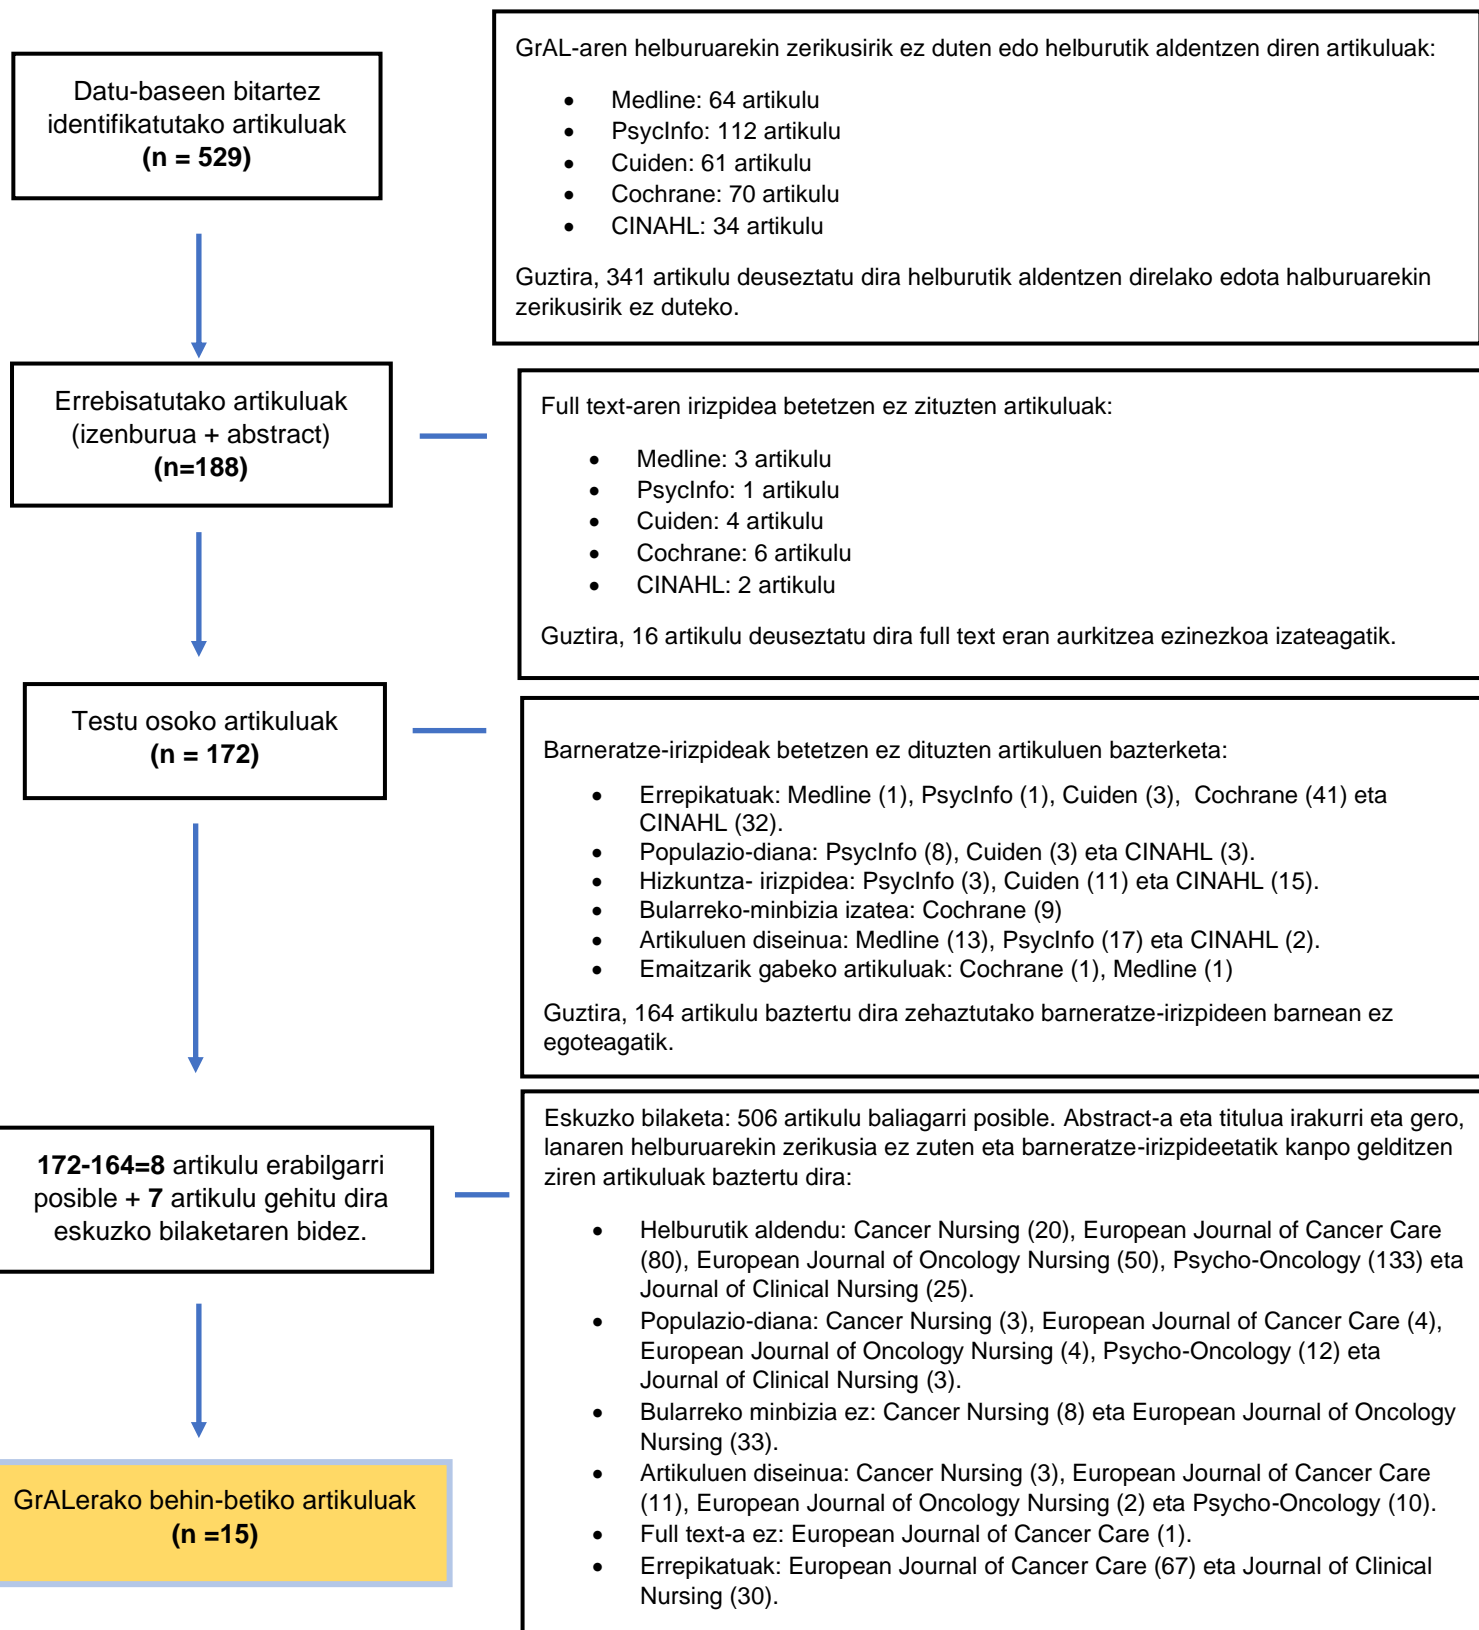 Datu-baseen bitartez
identifikatutako artikuluak
(n = 529)
GrAL-aren helburuarekin zerikusirik ez duten edo helburutik aldentzen diren artikuluak:
• Medline: 64 artikulu
• PsycInfo: 112 artikulu
• Cuiden: 61 artikulu
• Cochrane: 70 artikulu
• CINAHL: 34 artikulu
Guztira, 341 artikulu deuseztatu dira helburutik aldentzen direlako edota halburuarekin
zerikusirik ez duteko.
Errebisatutako artikuluak
(izenburua + abstract)
(n=188)
Full text-aren irizpidea betetzen ez zituzten artikuluak:
• Medline: 3 artikulu
• PsycInfo: 1 artikulu
• Cuiden: 4 artikulu
• Cochrane: 6 artikulu
• CINAHL: 2 artikulu
Guztira, 16 artikulu deuseztatu dira full text eran aurkitzea ezinezkoa izateagatik.
Testu osoko artikuluak
(n = 172)
Barneratze-irizpideak betetzen ez dituzten artikuluen bazterketa:
• Errepikatuak: Medline (1), PsycInfo (1), Cuiden (3), Cochrane (41) eta
CINAHL (32).
• Populazio-diana: PsycInfo (8), Cuiden (3) eta CINAHL (3).
• Hizkuntza- irizpidea: PsycInfo (3), Cuiden (11) eta CINAHL (15).
• Bularreko-minbizia izatea: Cochrane (9)
• Artikuluen diseinua: Medline (13), PsycInfo (17) eta CINAHL (2).
• Emaitzarik gabeko artikuluak: Cochrane (1), Medline (1)
Guztira, 164 artikulu baztertu dira zehaztutako barneratze-irizpideen barnean ez
egoteagatik.
172-164=8 artikulu erabilgarri
posible + 7 artikulu gehitu dira
eskuzko bilaketaren bidez.
Eskuzko bilaketa: 506 artikulu baliagarri posible. Abstract-a eta titulua irakurri eta gero,
lanaren helburuarekin zerikusia ez zuten eta barneratze-irizpideetatik kanpo gelditzen
ziren artikuluak baztertu dira:
• Helburutik aldendu: Cancer Nursing (20), European Journal of Cancer Care
(80), European Journal of Oncology Nursing (50), Psycho-Oncology (133) eta
Journal of Clinical Nursing (25).
• Populazio-diana: Cancer Nursing (3), European Journal of Cancer Care (4),
European Journal of Oncology Nursing (4), Psycho-Oncology (12) eta
Journal of Clinical Nursing (3).
• Bularreko minbizia ez: Cancer Nursing (8) eta European Journal of Oncology
Nursing (33).
• Artikuluen diseinua: Cancer Nursing (3), European Journal of Cancer Care
(11), European Journal of Oncology Nursing (2) eta Psycho-Oncology (10).
• Full text-a ez: European Journal of Cancer Care (1).
• Errepikatuak: European Journal of Cancer Care (67) eta Journal of Clinical
Nursing (30).
GrALerako behin-betiko artikuluak
(n =15)